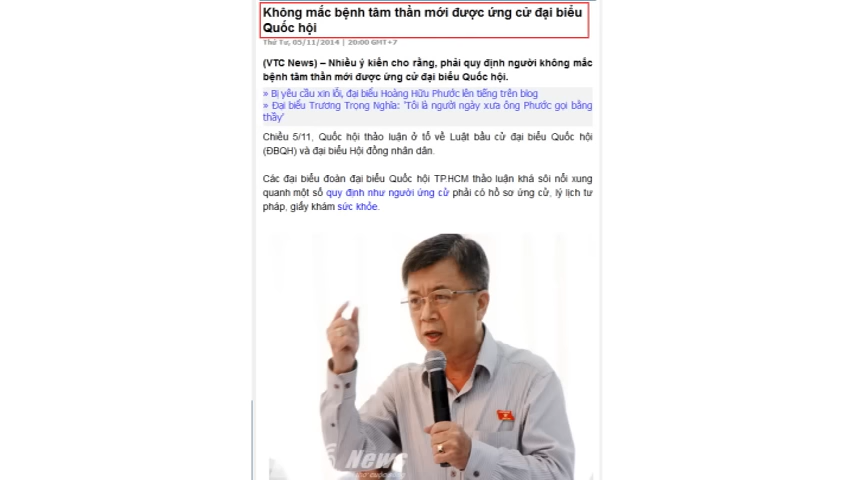 Không mắc bệnh tâm thần mới được ứng cử đại biểu
Quốc hội
Thứ Tư, 05/11/2014 | 20:00 GMT+7
(VTC News) – Nhiều ý kiến cho rằng, phải quy định người không mắc
bệnh tâm thần mới được ứng cử đại biểu Quốc hội.
» Bị yêu cầu xin lỗi, đại biểu Hoàng Hữu Phước lên tiếng trên blog
» Đại biểu Trương Trọng Nghĩa: 'Tôi là người ngày xưa ông Phước gọi bằng
thầy'
Chiều 5/11, Quốc hội thảo luận ở tổ về Luật bầu cử đại biểu Quốc hội
(ĐBQH) và đại biểu Hội đồng nhân dân.
Các đại biểu đoàn đại biểu Quốc hội TP.HCM thảo luận khá sôi nổi xung
quanh một số quy định như người ứng cử phải có hồ sơ ứng cử, lý lịch tư
pháp, giấy khám sức khỏe.
News